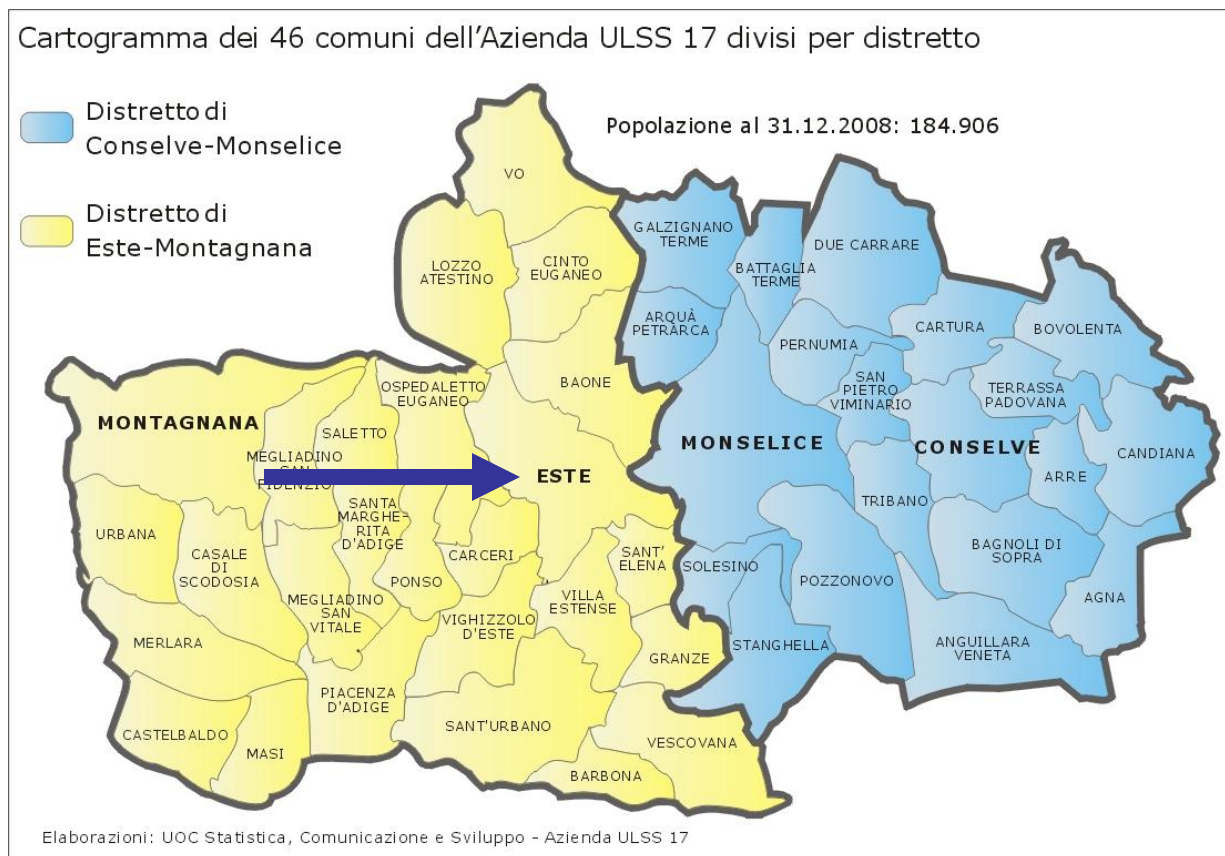 Cartogramma dei 46 comuni dell'Azienda ULSS 17 divisi per distretto
Distretto di
Conselve-Monselice
Distretto di
Este-Montagnana
Popolazione al 31.12.2008: 184.906
VO
LOZZO
ATESTINO
CINTO
EUGANEO
GALZIGNANO
TERME
BATTAGLIA
TERME
DUE CARRARE
ARQUÀ
PETRARCA
PERNUMIA
CARTURA
BOVOLENTA
BAONE
OSPEDALETTO
EUGANEO
SAN
PIETRO
VIMINARIO
TERRASSA
PADOVANA
MONTAGNANA
SALETTO
MEGLIADINO
SAN
FIDENZIO
ESTE
MONSELICE
CONSELVE
CANDIANA
ARRE
TRIBANO
URBANA
CASALE
DI
SCODOSIA
SANTA
MARGHE-
RITA
D'ADIGE
CARCERI
PONSO
SANT'
ELENA
SOLESINO
POZZONOVO
BAGNOLI DI
SOPRA
AGNA
MEGLIADINO
SAN
VITALE
VILLA
ESTENSE
VIGHIZZOLO
D'ESTE
MERLARA
GRANZE
STANGHELLA
ANGUILLARA
VENETA
PIACENZA
D'ADIGE
SANT'URBANO
CASTELBALDO
MASI
VESCOVANA
BARBONA
Elaborazioni: UOC Statistica, Comunicazione e Sviluppo - Azienda ULSS 17